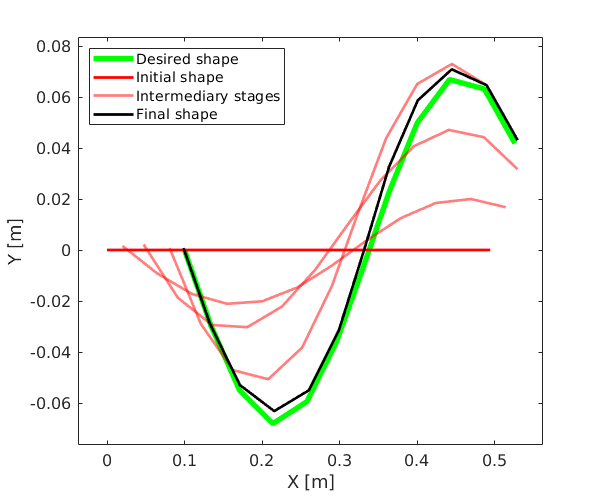 0.08
0.06
0.04
0.02
0
-0.02
-0.04
-0.06
Y [m]
Desired shape
Initial shape
Intermediary stages
Final shape
0 0.1 0.2 0.3 0.4 0.5
X [m]